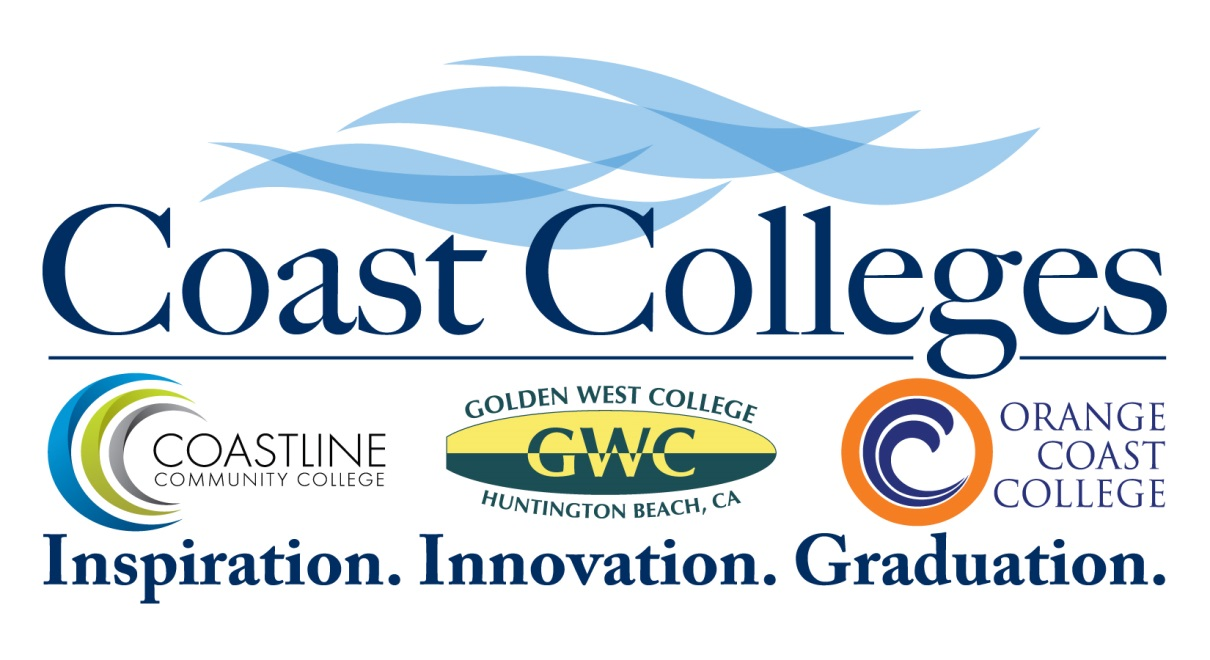 Coast Colleges
COASTLINE
COMMUNITY COLLEGE
GOLDEN WEST COLLEGE
GWC
HUNTINGTON BEACH, CA
ORANGE
COAST
COLLEGE
Inspiration. Innovation. Graduation.